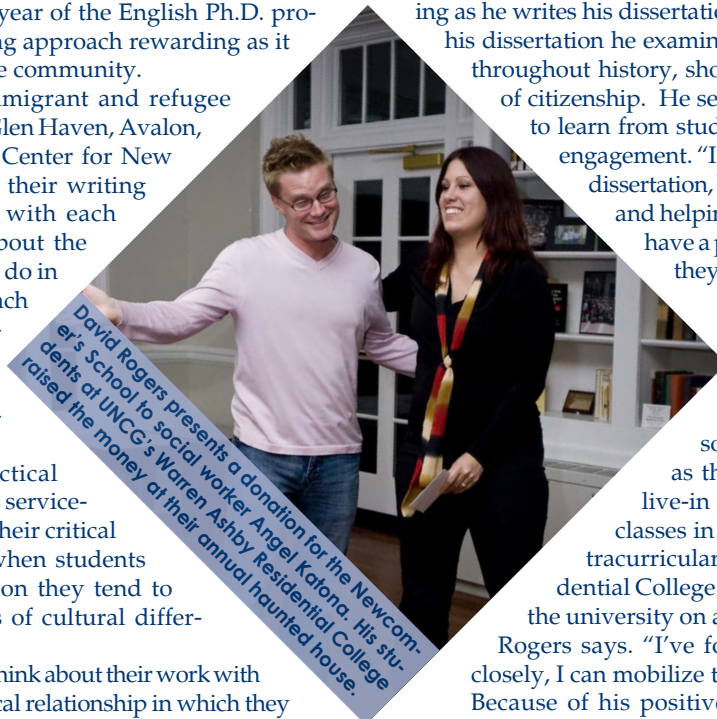 year of the English Ph.D. pro-
ng approach rewarding as it
e community.
migrant and refugee
Glen Haven, Avalon,
Center for New
their writing
with each
bout the
do in
ach
ctical
service-
heir critical
when students
on they tend to
s of cultural differ-
hink about their work with
cal relationship in which they
David Rogers presents a donation for the Newcom-
er's School to social worker Angel Katona. His stu-
dents at UNCG's Warren Ashby Residential College
raised the money at their annual haunted house.
ing as he writes his dissertatio
his dissertation he examin
throughout history, sho
of citizenship. He se
to learn from stud
engagement. "I
dissertation,
and helpin
have a p
they
so
as th
live-in
classes in
tracurricular
dential College
the university on a
Rogers says. "I've fo
closely, I can mobilize t
Because of his positiv